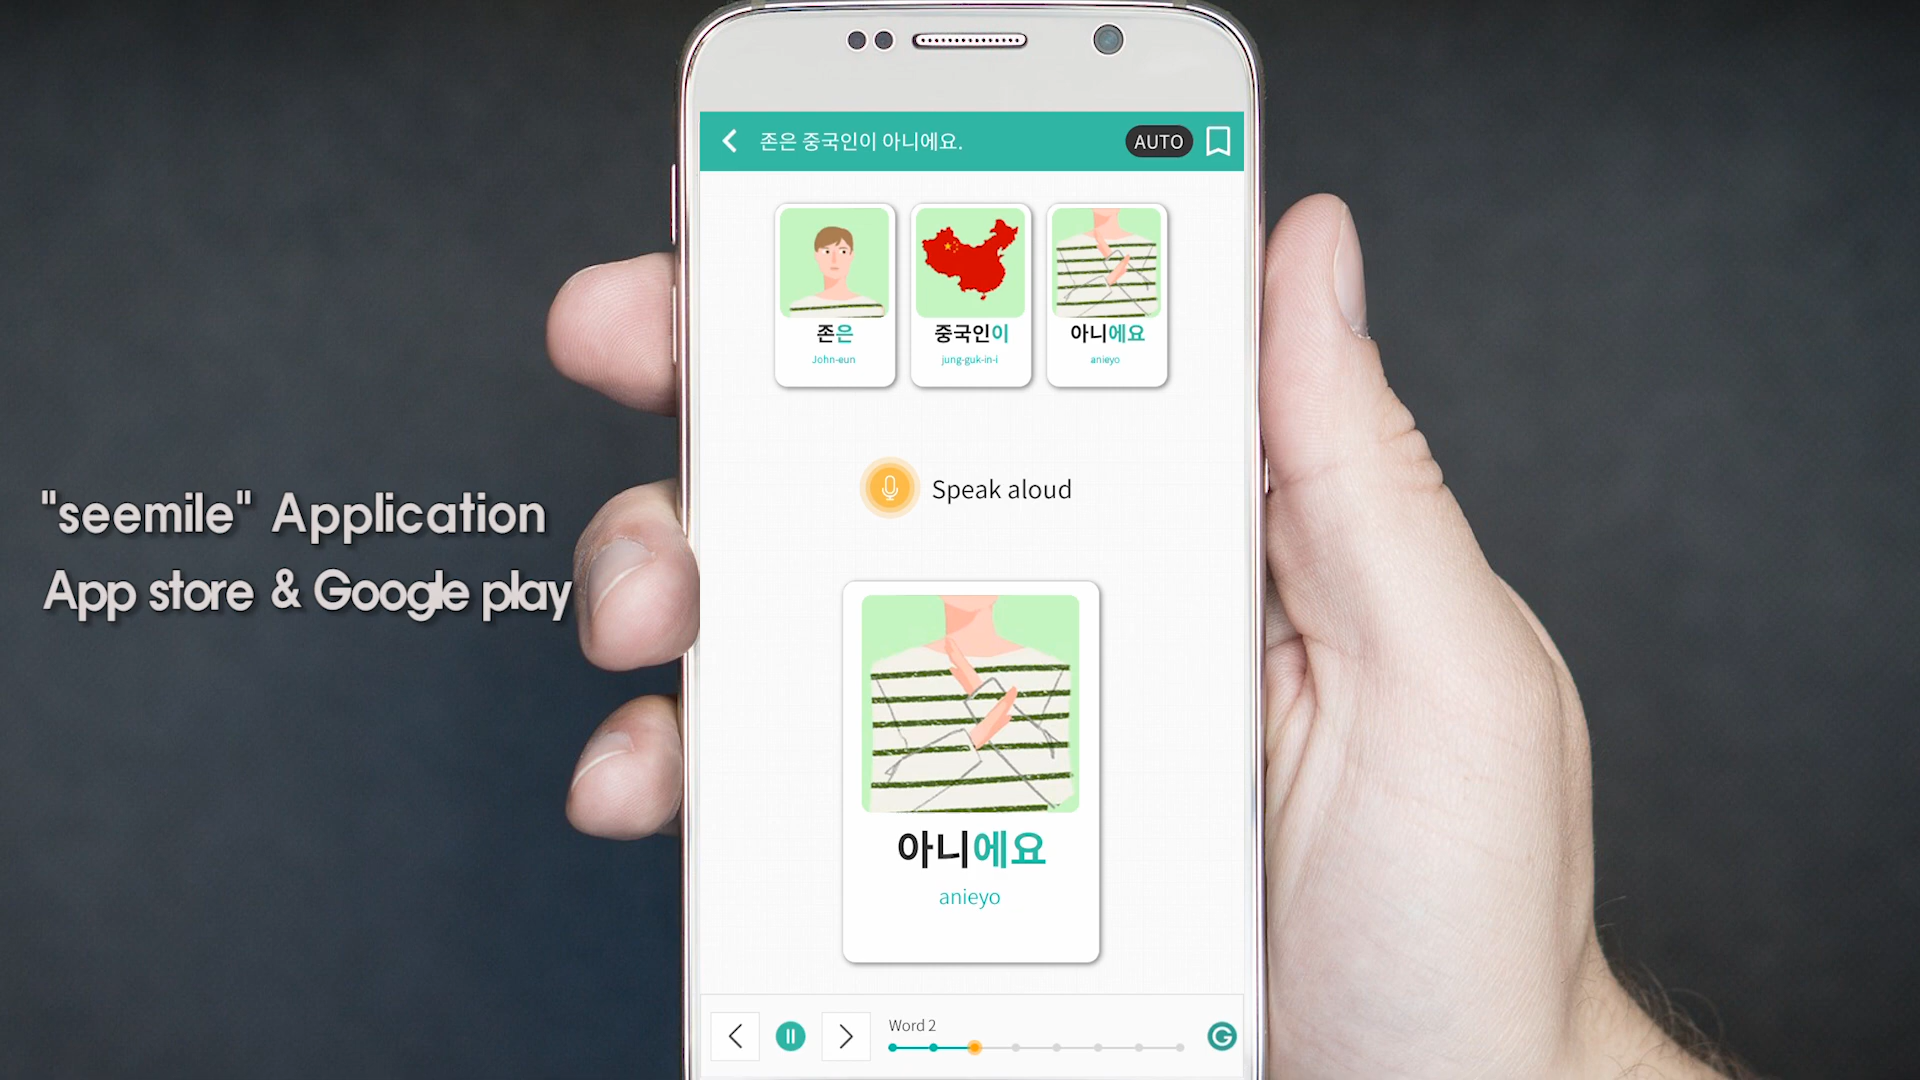 존은 중국인이 아니에요.
AUTO
존은
John-eun
중국인이
jung-guk-in-i
아니에요
anieyo
Speak aloud
"seemile" Application
App store & Google play
아니에요
anieyo
Word 2
G